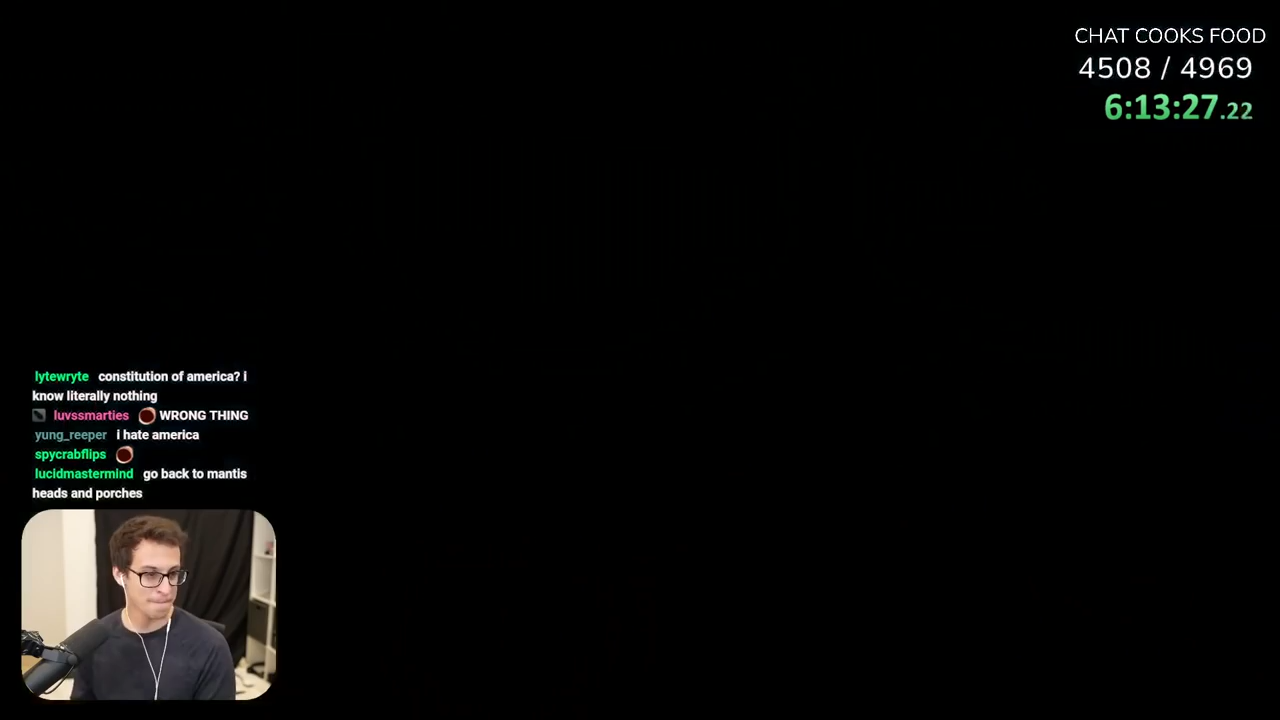 CHAT COOKS FOOD
4508 / 4969
6:13:27.22
lytewryte constitution of america? i
know literally nothing
luvssmarties WRONG THING
yung_reeper i hate america
spycrabflips
lucidmastermind go back to mantis
heads and porches